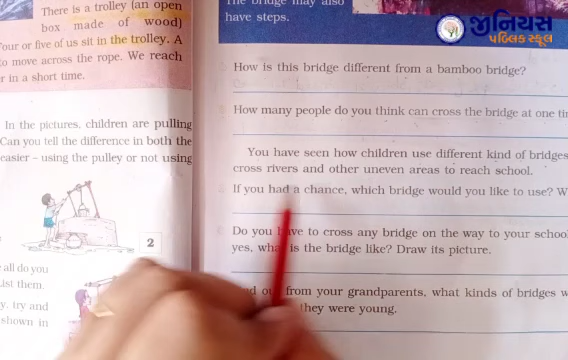 There is a trolley (an open
box made of wood)
four or five of us sit in the trolley. A
to move across the rope. We reach
r in a short time.
In the pictures, children are pulling
Can you tell the difference in both the
easier – using the pulley or not using
2
all do you
List them.
y, try and
shown in
The bridge may also
have steps.
જીનિયસ
પબ્લિક સ્કૂલ
How is this bridge different from a bamboo bridge?
How many people do you think can cross the bridge at one tim
You have seen how children use different kind of bridges
cross rivers and other uneven areas to reach school.
If you had a chance, which bridge would you like to use? W
Do you have to cross any bridge on the way to your school
yes, what is the bridge like? Draw its picture.
out from your grandparents, what kinds of bridges w
they were young.